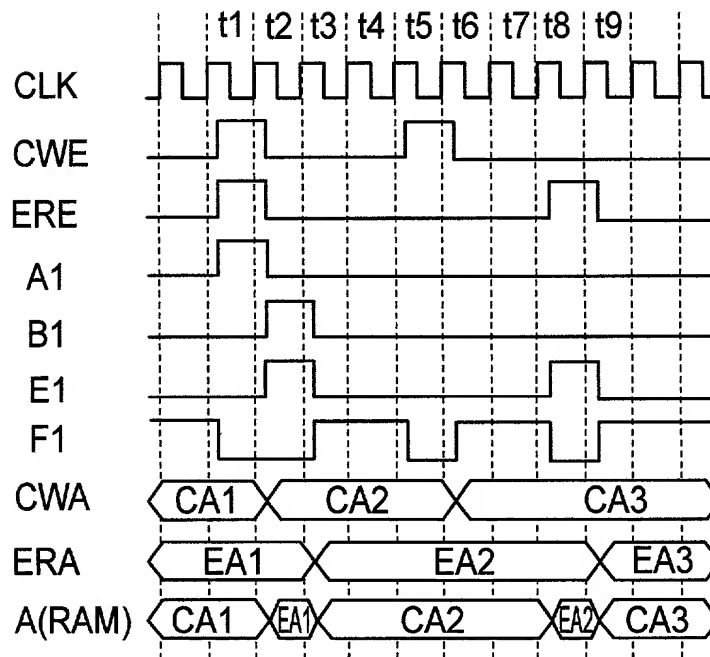 t1 t2 t3 t4 t5 t6 t7 t8 t9
CLK
CWE
ERE
A1
B1
E1
F1
CWA CA1 CA2 CA3
ERA EA1 EA2 EA3
A(RAM) CA1 EA1 CA2 EA2 CA3